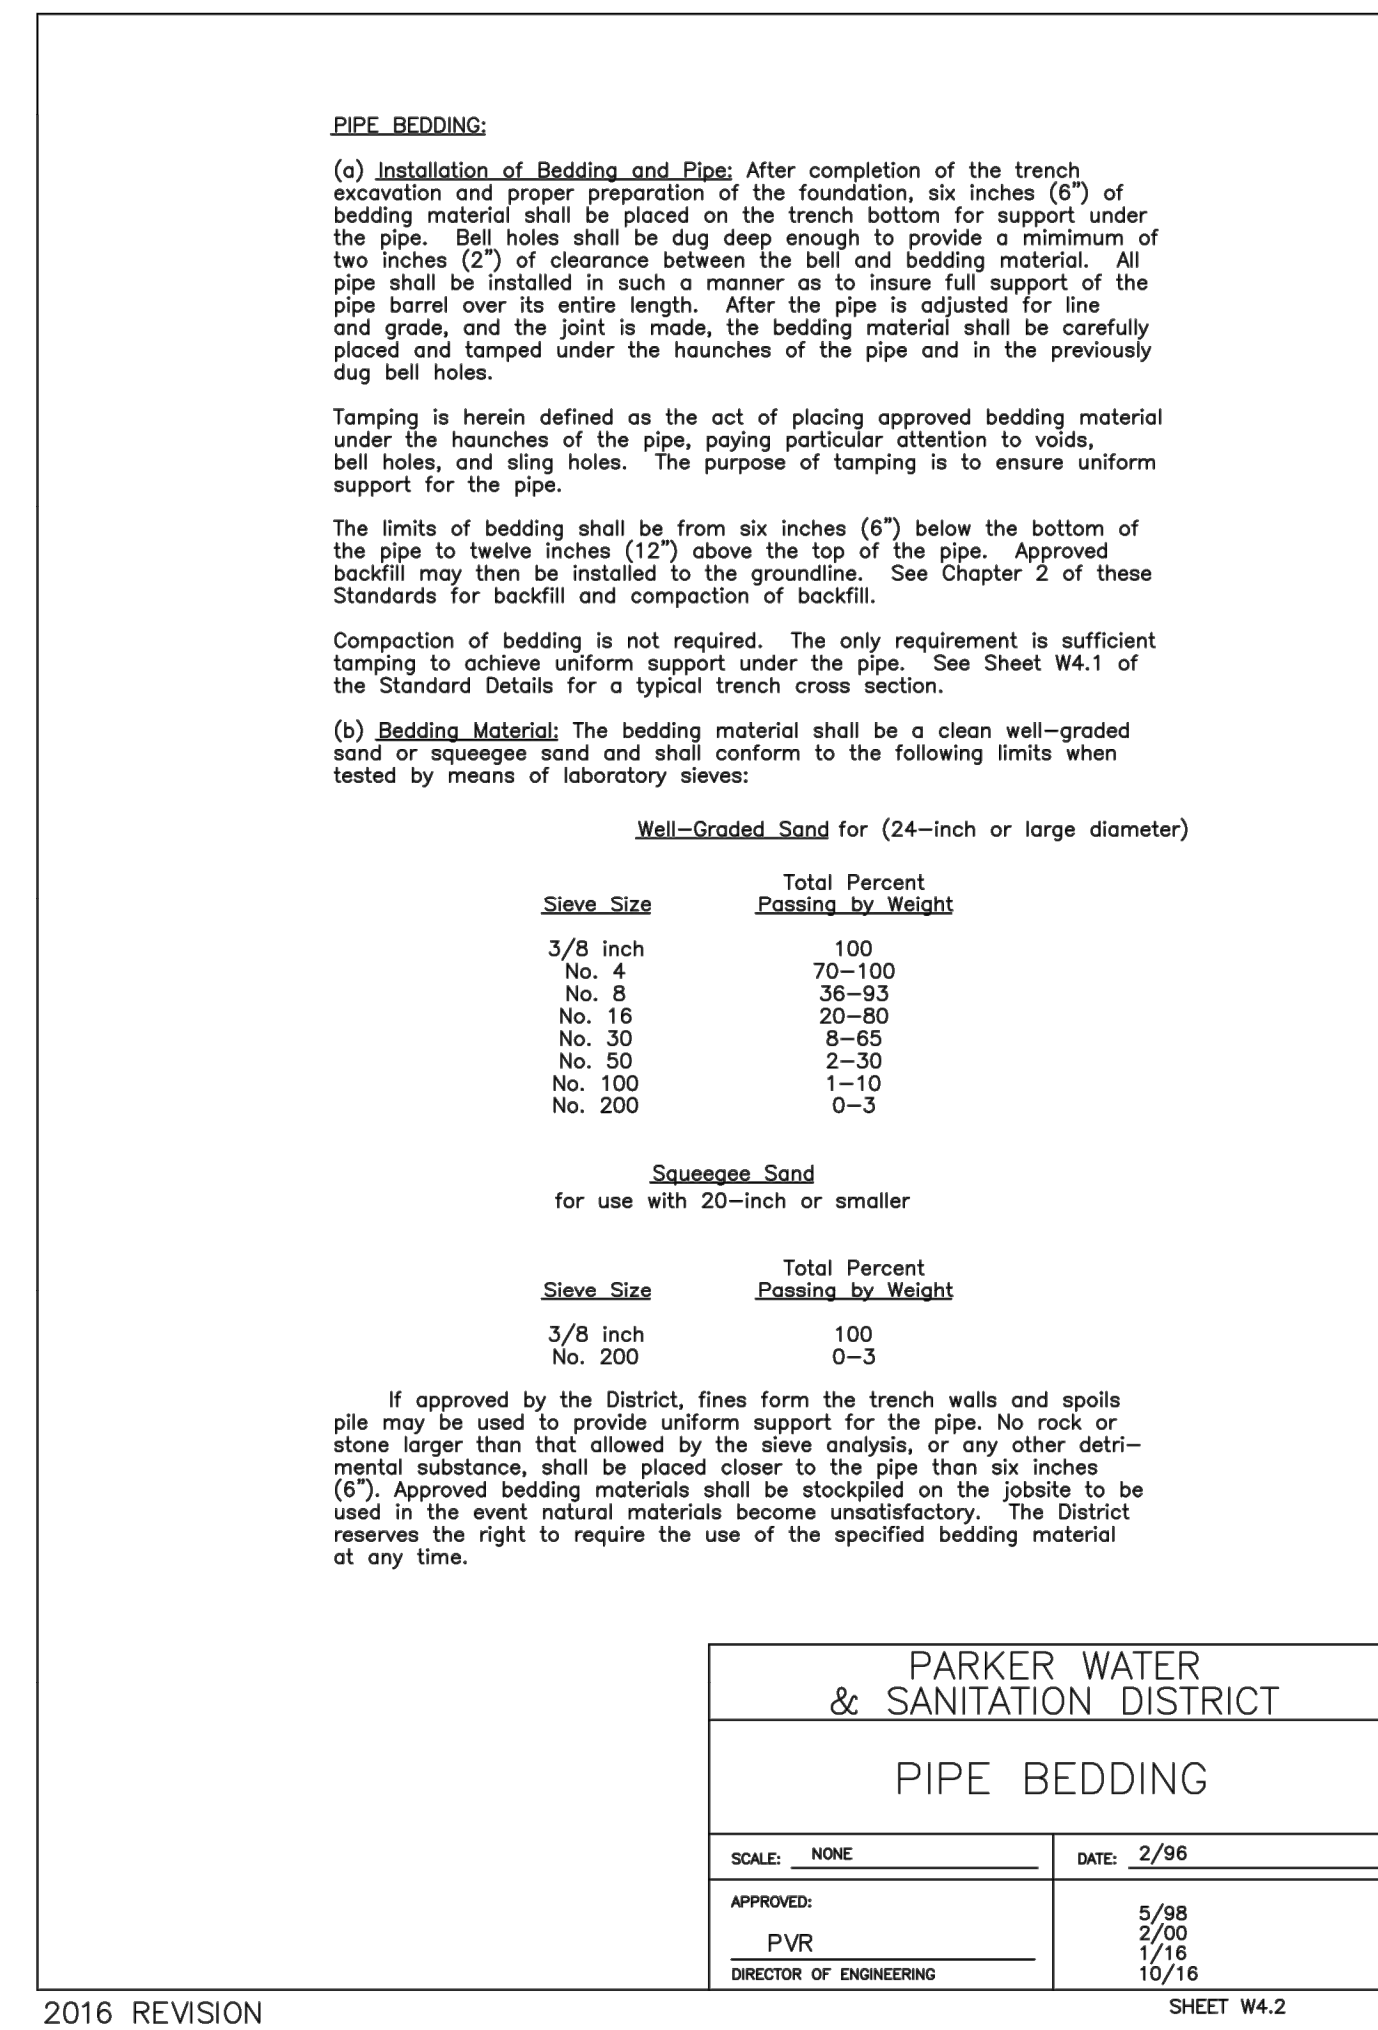 PIPE BEDDING:
(a) Installation of Bedding and Pipe: After completion of the trench
excavation and proper preparation of the foundation, six inches (6") of
bedding material shall be placed on the trench bottom for support under
the pipe. Bell holes shall be dug deep enough to provide a mimimum of
two inches (2") of clearance between the bell and bedding material. All
pipe shall be installed in such a manner as to insure full support of the
pipe barrel over its entire length. After the pipe is adjusted for line
and grade, and the joint is made, the bedding material shall be carefully
placed and tamped under the haunches of the pipe and in the previously
dug bell holes.
Tamping is herein defined as the act of placing approved bedding material
under the haunches of the pipe, paying particular attention to voids,
bell holes, and sling holes. The purpose of tamping is to ensure uniform
support for the pipe.
The limits of bedding shall be from six inches (6") below the bottom of
the pipe to twelve inches (12") above the top of the pipe. Approved
backfill may then be installed to the groundline. See Chapter 2 of these
Standards for backfill and compaction of backfill.
Compaction of bedding is not required. The only requirement is sufficient
tamping to achieve uniform support under the pipe. See Sheet W4.1 of
the Standard Details for a typical trench cross section.
(b) Bedding Material: The bedding material shall be a clean well-graded
sand or squeegee sand and shall conform to the following limits when
tested by means of laboratory sieves:
Well-Graded Sand for (24-inch or large diameter)
Total Percent
Sieve Size Passing by Weight
3/8 inch 100
No. 4 70-100
No. 8 36-93
No. 16 20-80
No. 30 8-65
No. 50 2-30
No. 100 1-10
No. 200 0-3
Squeegee Sand
for use with 20-inch or smaller
Total Percent
Sieve Size Passing by Weight
3/8 inch 100
No. 200 0-3
If approved by the District, fines form the trench walls and spoils
pile may be used to provide uniform support for the pipe. No rock or
stone larger than that allowed by the sieve analysis, or any other detri-
mental substance, shall be placed closer to the pipe than six inches
(6"). Approved bedding materials shall be stockpiled on the jobsite to be
used in the event natural materials become unsatisfactory. The District
reserves the right to require the use of the specified bedding material
at any time.
PARKER WATER
& SANITATION DISTRICT
PIPE BEDDING
SCALE: NONE DATE: 2/96
APPROVED:
PVR
DIRECTOR OF ENGINEERING
5/98
2/00
1/16
10/16
2016 REVISION SHEET W4.2